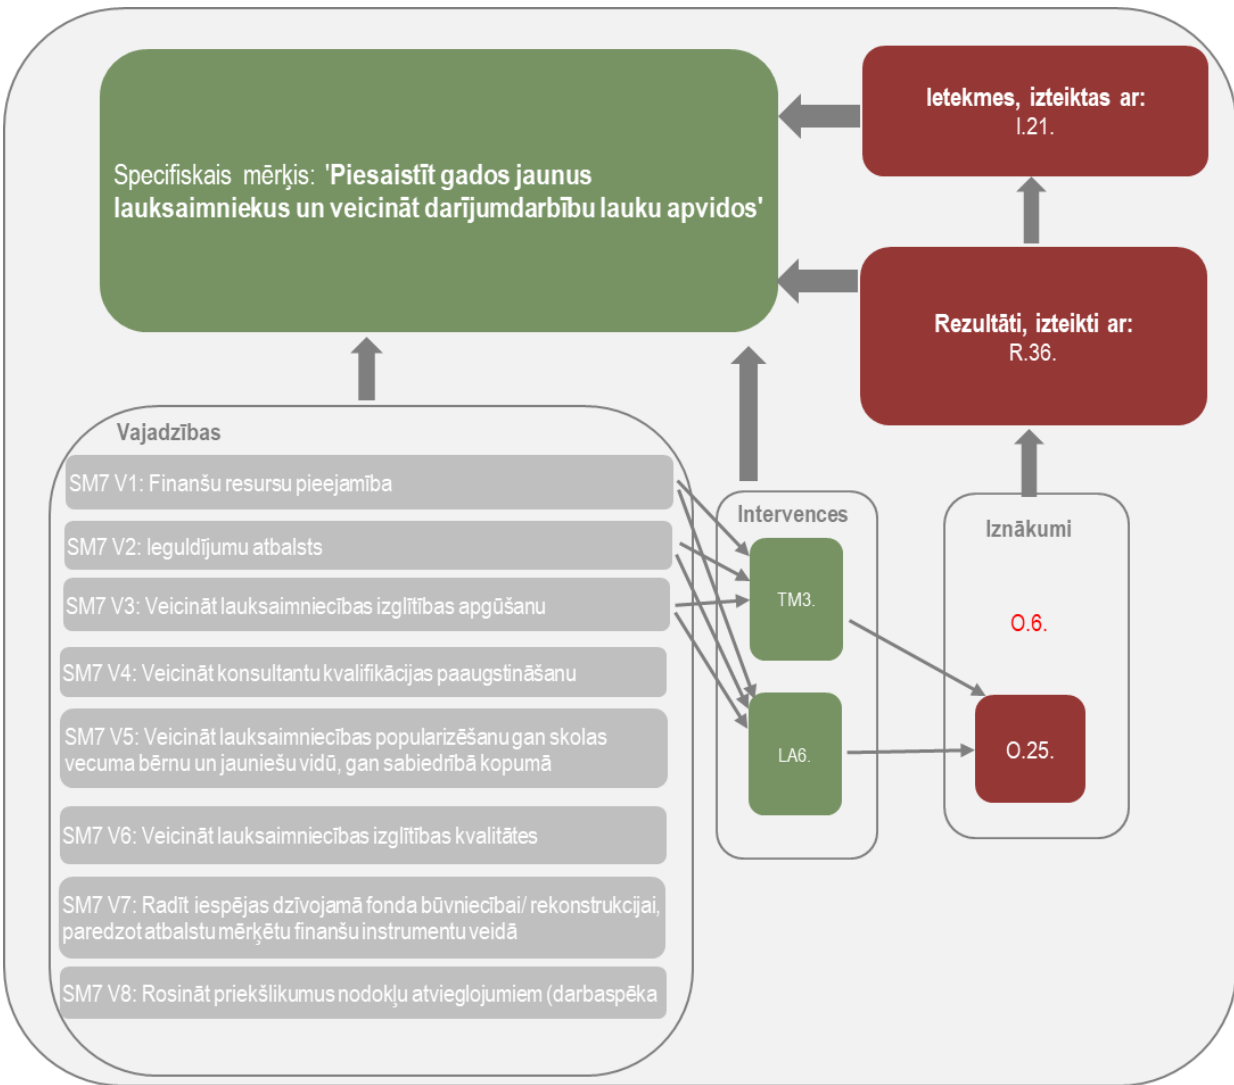 Specifiskais mērķis: 'Piesaistīt gados jaunus
lauksaimniekus un veicināt darījumdarbību lauku apvidos'
Ietekmes, izteiktas ar:
I.21.
Rezultāti, izteikti ar:
R.36.
Vajadzības
SM7 V1: Finanšu resursu pieejamība
SM7 V2: Ieguldījumu atbalsts
SM7 V3: Veicināt lauksaimniecības izglītības apgūšanu
SM7 V4: Veicināt konsultantu kvalifikācijas paaugstināšanu
SM7 V5: Veicināt lauksaimniecības popularizēšanu gan skolas
vecuma bērnu un jauniešu vidū, gan sabiedrībā kopumā
SM7 V6: Veicināt lauksaimniecības izglītības kvalitātes
SM7 V7: Radīt iespējas dzīvojamā fonda būvniecībai/ rekonstrukcijai,
paredzot atbalstu mērķētu finanšu instrumentu veidā
SM7 V8: Rosināt priekšlikumus nodokļu atvieglojumiem (darbaspēka
Intervences
TM3.
LA6.
Iznākumi
O.6.
O.25.